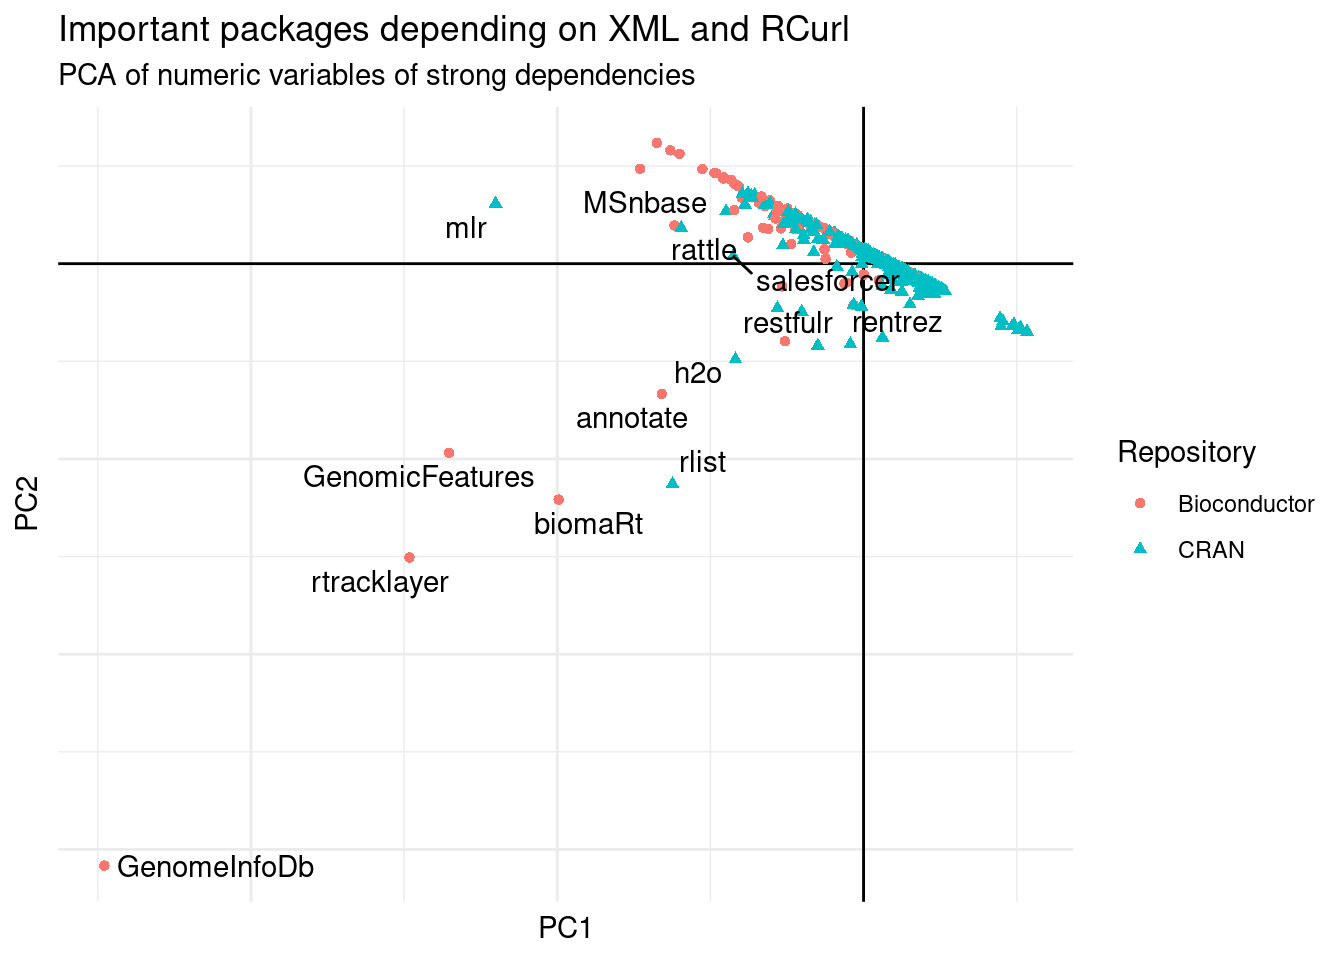 Important packages depending on XML and RCurl
PCA of numeric variables of strong dependencies
MSnbase
mlr
rattle
salesforcer
restfulr
rentrez
h2o
annotate
rlist
GenomicFeatures
biomaRt
rtracklayer
GenomeInfoDb
PC2
PC1
Repository
Bioconductor
CRAN